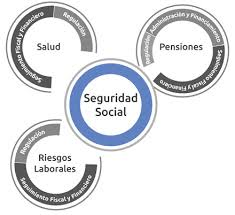 Regulación
Salud
Seguimiento Fiscal y Financiero
Regulación
Administración y Financiamiento
Pensiones
Seguimiento Fiscal y Financiero
Seguridad
Social
Regulación
Riesgos
Laborales
Seguimiento Fiscal y Financiero